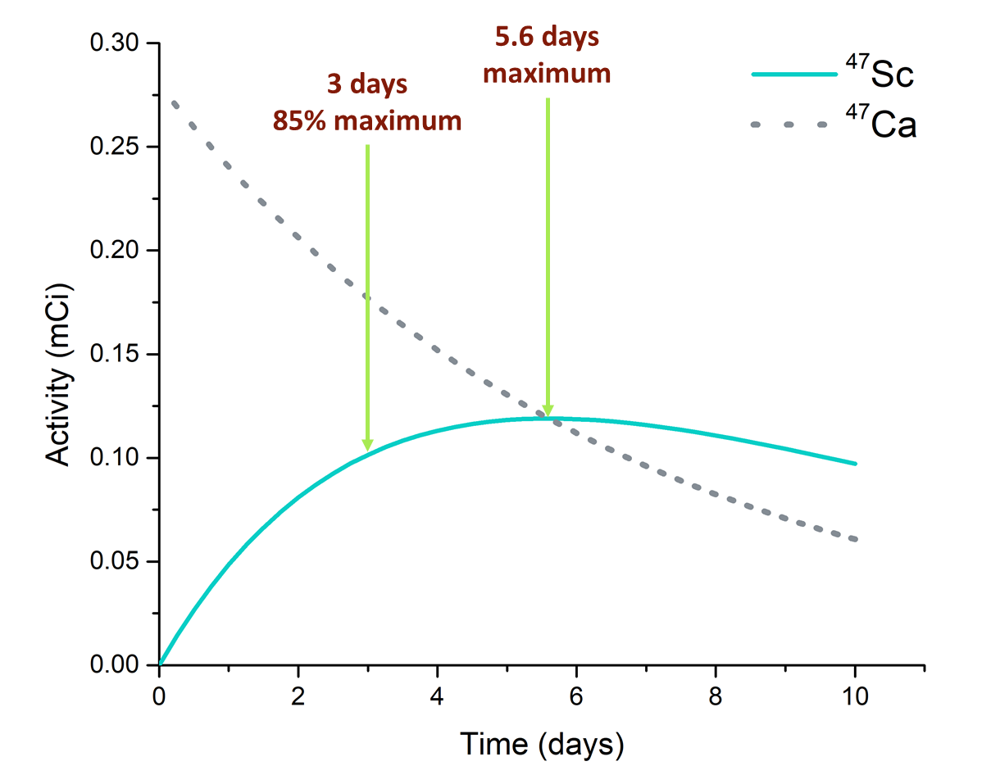 5.6 days
maximum
3 days
85% maximum
⁴⁷Sc
⁴⁷Ca
0.30
0.25
0.20
0.15
0.10
0.05
0.00
Activity (mCi)
0 2 4 6 8 10
Time (days)